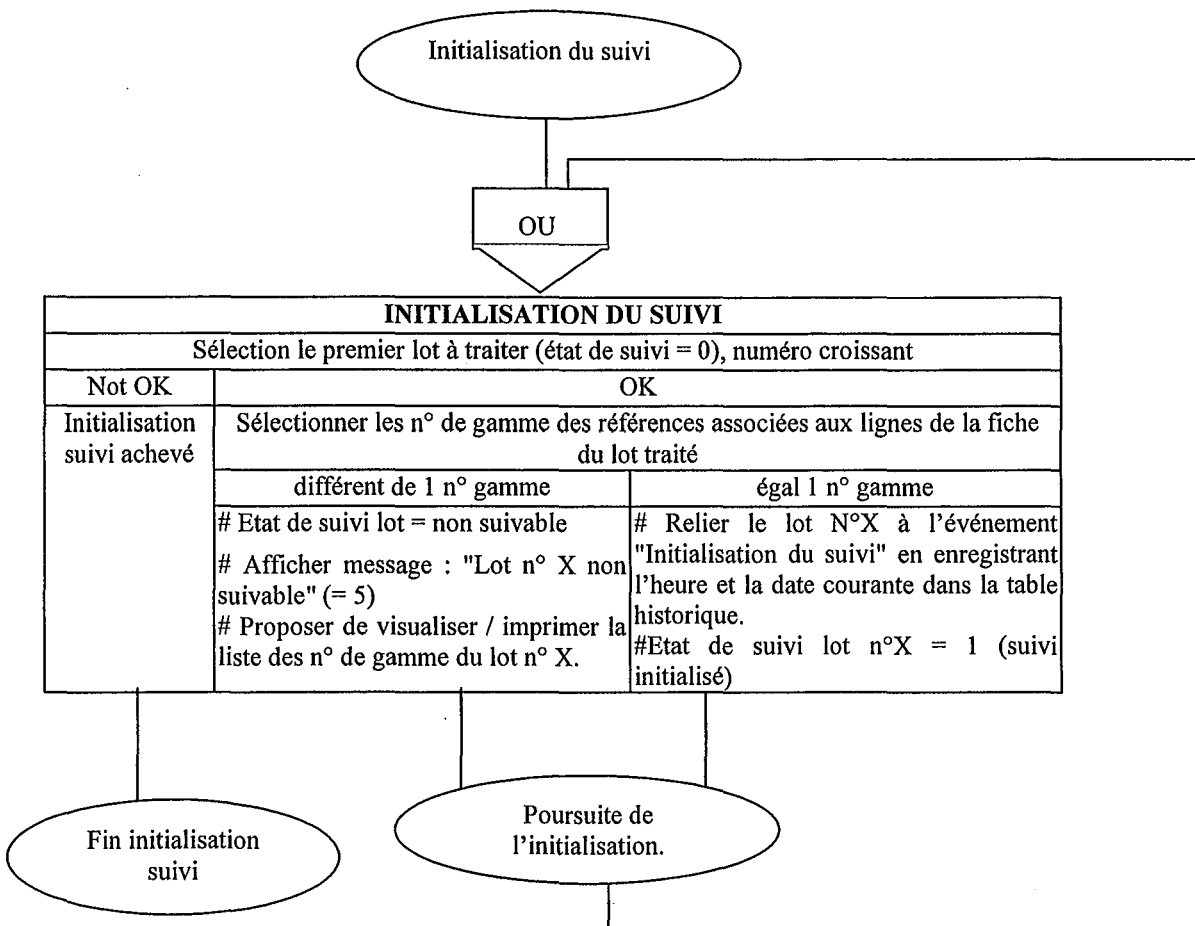 Initialisation du suivi
OU
INITIALISATION DU SUIVI
Sélection le premier lot à traiter (état de suivi = 0), numéro croissant
Not OK
OK
Initialisation
suivi achevé
Sélectionner les n° de gamme des références associées aux lignes de la fiche
du lot traité
différent de 1 n° gamme
égal 1 n° gamme
# Etat de suivi lot = non suivable
# Afficher message : "Lot n° X non
suivable" (= 5)
# Proposer de visualiser / imprimer la
liste des n° de gamme du lot n° X.
# Relier le lot N°X à l'événement
"Initialisation du suivi" en enregistrant
l'heure et la date courante dans la table
historique.
#Etat de suivi lot n°X = 1 (suivi
initialisé)
Fin initialisation
suivi
Poursuite de
l'initialisation.